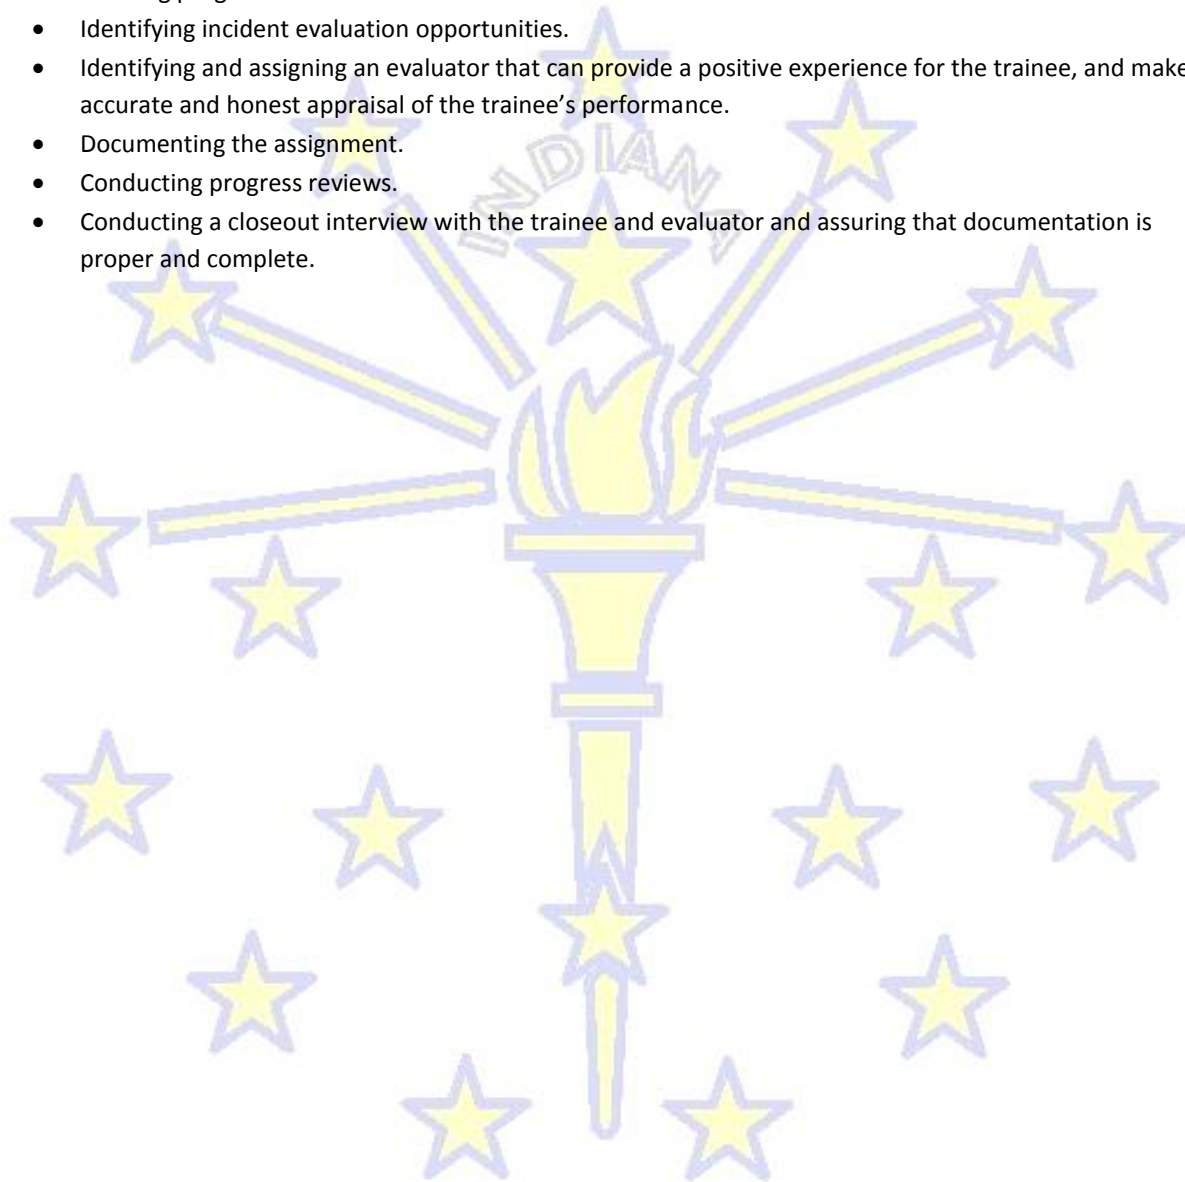 • Identifying incident evaluation opportunities.
• Identifying and assigning an evaluator that can provide a positive experience for the trainee, and make
accurate and honest appraisal of the trainee's performance.
• Documenting the assignment.
• Conducting progress reviews.
• Conducting a closeout interview with the trainee and evaluator and assuring that documentation is
proper and complete.
INDIANA